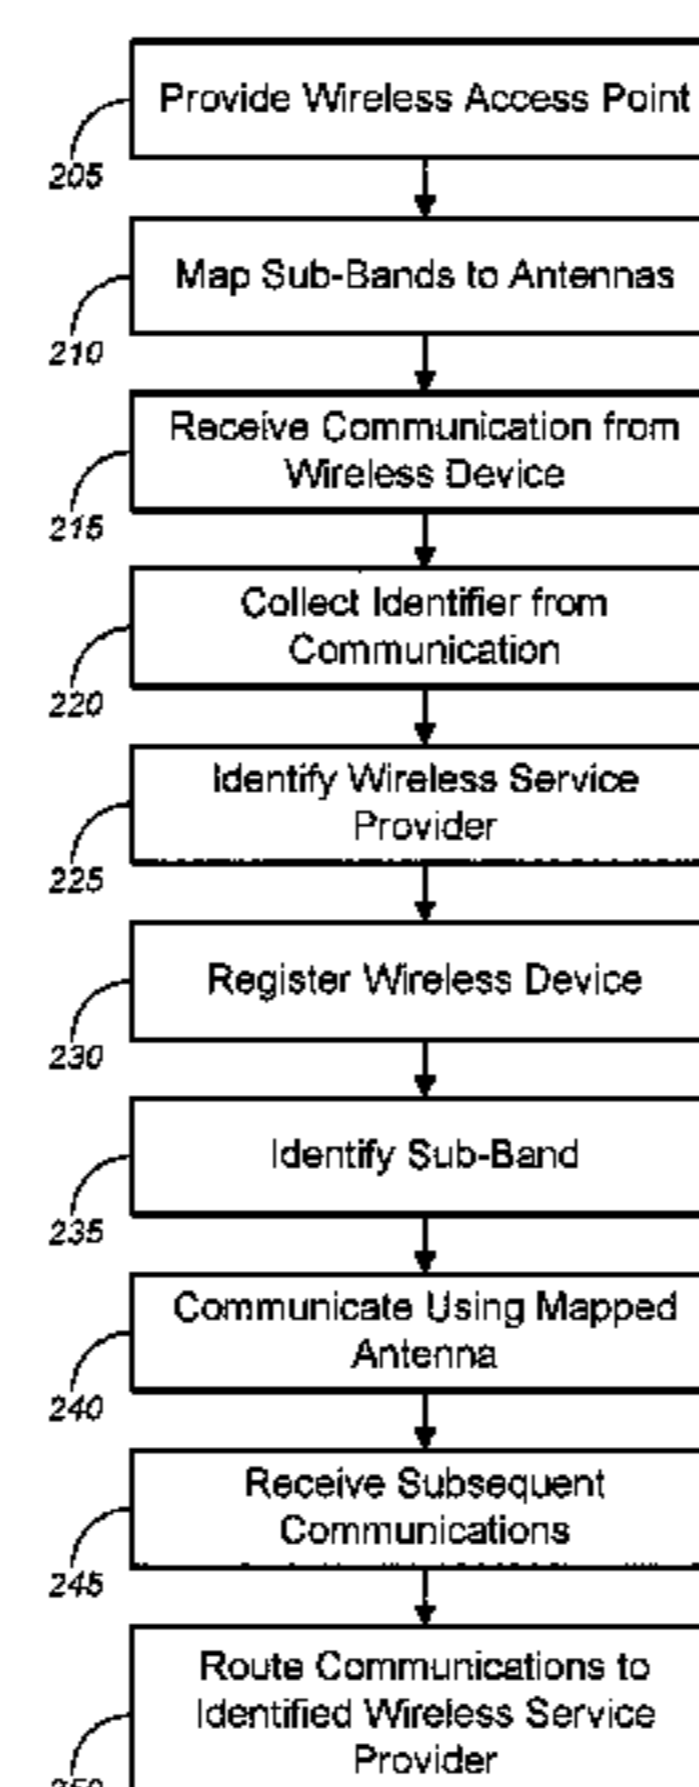 Provide Wireless Access Point
205
Map Sub-Bands to Antennas
210
Receive Communication from
Wireless Device
215
Collect Identifier from
Communication
220
Identify Wireless Service
Provider
225
Register Wireless Device
230
Identify Sub-Band
235
Communicate Using Mapped
Antenna
240
Receive Subsequent
Communications
245
Route Communications to
Identified Wireless Service
Provider